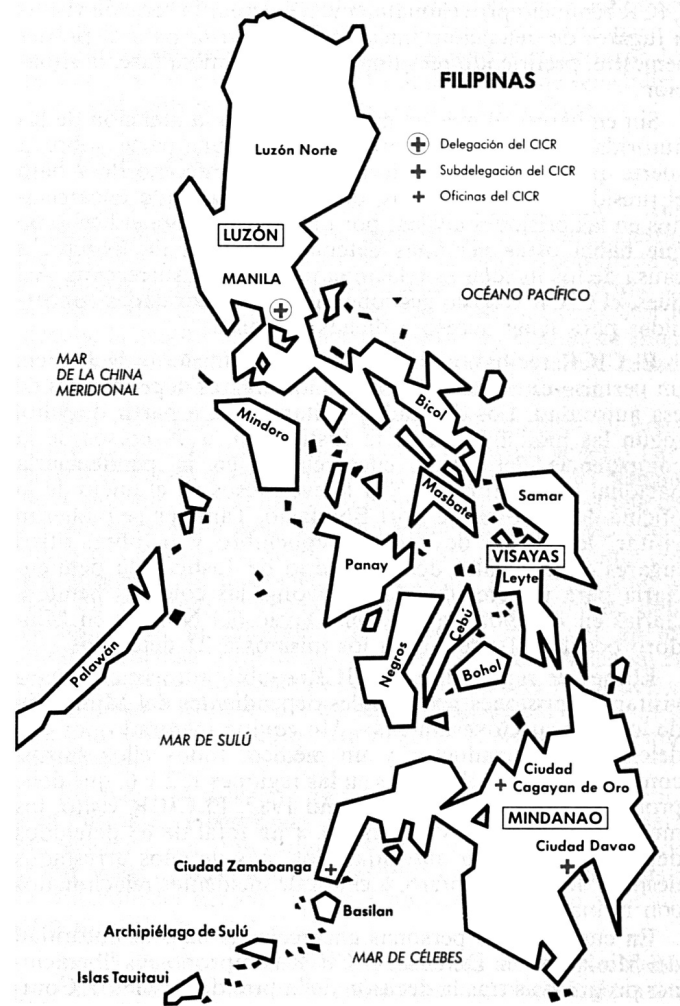 FILIPINAS
Delegación del CICR
Subdelegación del CICR
Oficinas del CICR
Luzón Norte
LUZÓN
MANILA
OCÉANO PACÍFICO
MAR
DE LA CHINA
MERIDIONAL
Mindoro
Bicol
Masbate
Samar
VISAYAS
Leyte
Panay
Cebú
Negros
Bohol
Palawán
MAR DE SULÚ
Ciudad
Cagayan de Oro
MINDANAO
Ciudad Davao
Ciudad Zamboanga
Basilan
Archipiélago de Sulú
MAR DE CÉLEBES
Islas Tauitaui